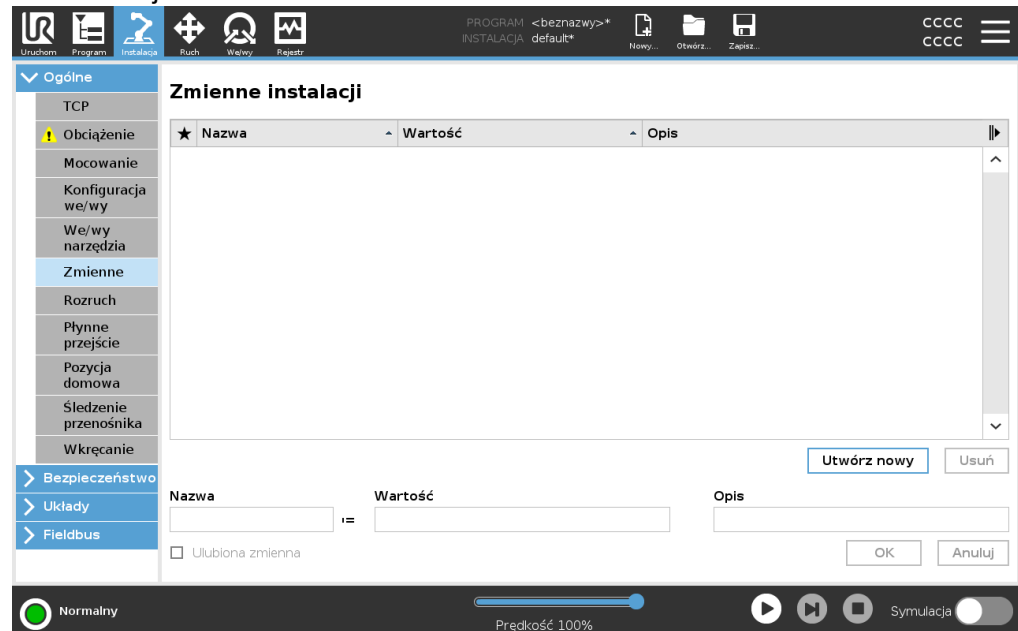 PROGRAM <beznazwy>*
INSTALACJA default*
Uruchom Program Instalacja Ruch We/wy Rejestr
Nowy... Otwórz... Zapisz...
cccc
cccc
Ogólne
TCP
Obciążenie
Mocowanie
Konfiguracja
we/wy
We/wy
narzędzia
Zmienne
Rozruch
Płynne
przejście
Pozycja
domowa
Śledzenie
przenośnika
Wkręcanie
Bezpieczeństwo
Układy
Fieldbus
Zmienne instalacji
Nazwa Wartość Opis
Utwórz nowy Usuń
Nazwa Wartość Opis
:=
Ulubiona zmienna
OK Anuluj
Normalny
Prędkość 100%
Symulacja